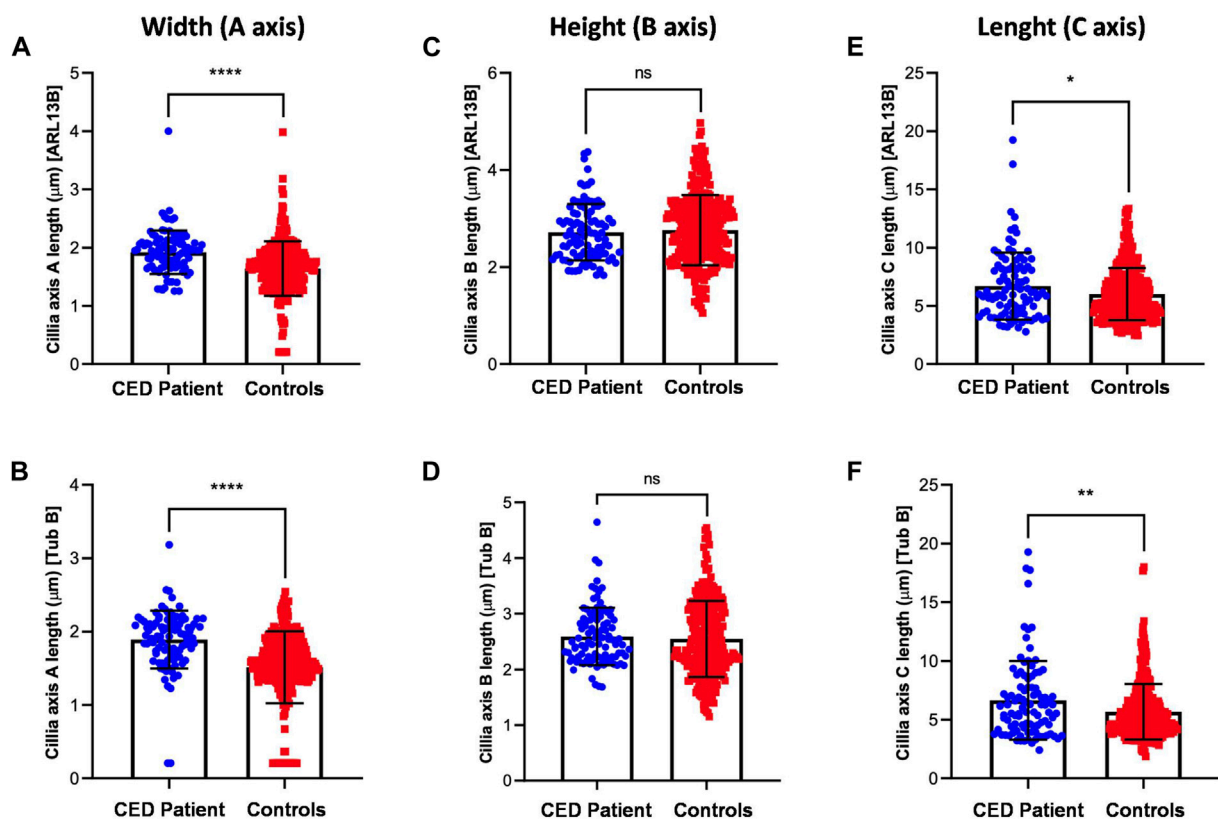 Width (A axis)
Height (B axis)
Lenght (C axis)
A
****
Cillia axis A length (μm) [ARL13B]
5
4
3
2
1
0
CED Patient Controls
C
ns
Cillia axis B length (μm) [ARL13B]
6
4
2
0
CED Patient Controls
E
*
Cillia axis C length (μm) [ARL13B]
25
20
15
10
5
0
CED Patient Controls
B
****
Cillia axis A length (μm) [Tub B]
4
3
2
1
0
CED Patient Controls
D
ns
Cillia axis B length (μm) [Tub B]
5
4
3
2
1
0
CED Patient Controls
F
**
Cillia axis C length (μm) [Tub B]
25
20
15
10
5
0
CED Patient Controls